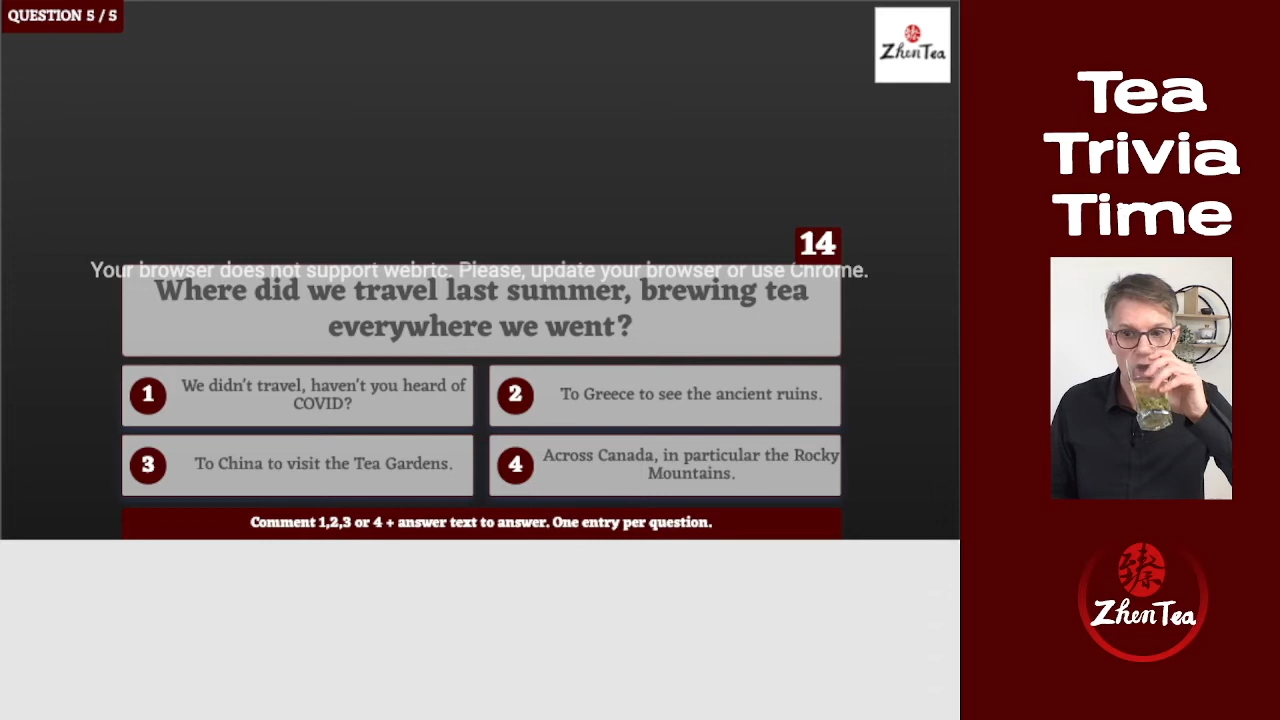 QUESTION 5 / 5
ZhenTea
Tea
Trivia
Time
14
Your browser does not support webrtc. Please, update your browser or use Chrome.
Where did we travel last summer, brewing tea
everywhere we went?
1
We didn't travel, haven't you heard of
COVID?
2
To Greece to see the ancient ruins.
3
To China to visit the Tea Gardens.
4
Across Canada, in particular the Rocky
Mountains.
Comment 1,2,3 or 4 + answer text to answer. One entry per question.
臻
ZhenTea